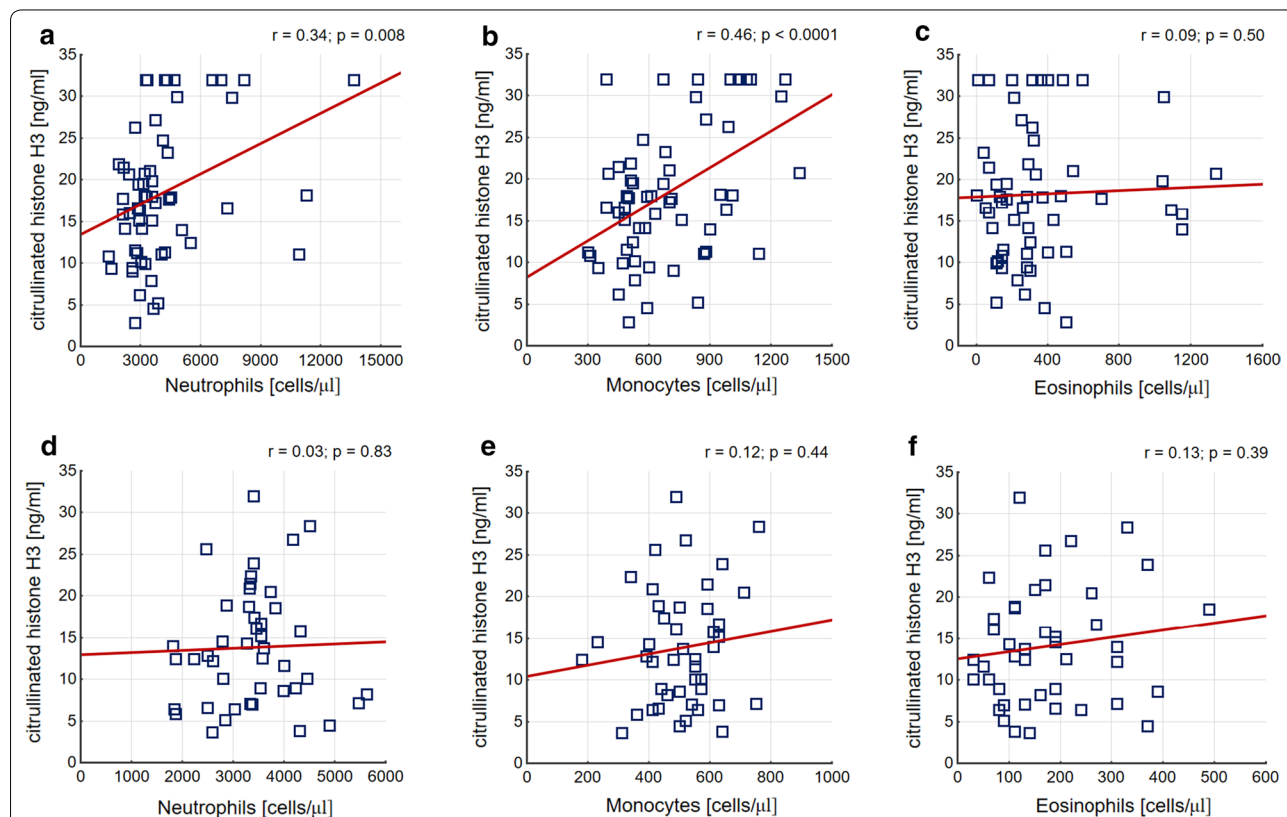 a
r = 0.34; p = 0.008
35
30
25
20
15
10
5
0
citrullinated histone H3 [ng/ml]
0 3000 6000 9000 12000 15000
Neutrophils [cells/µl]
b
r = 0.46; p < 0.0001
35
30
25
20
15
10
5
0
citrullinated histone H3 [ng/ml]
300 600 900 1200 1500
Monocytes [cells/µl]
c
r = 0.09; p = 0.50
35
30
25
20
15
10
5
0
citrullinated histone H3 [ng/ml]
0 400 800 1200 1600
Eosinophils [cells/µl]
d
r = 0.03; p = 0.83
35
30
25
20
15
10
5
0
citrullinated histone H3 [ng/ml]
0 1000 2000 3000 4000 5000 6000
Neutrophils [cells/µl]
e
r = 0.12; p = 0.44
35
30
25
20
15
10
5
0
citrullinated histone H3 [ng/ml]
0 200 400 600 800 1000
Monocytes [cells/µl]
f
r = 0.13; p = 0.39
35
30
25
20
15
10
5
0
citrullinated histone H3 [ng/ml]
0 100 200 300 400 500 600
Eosinophils [cells/µl]